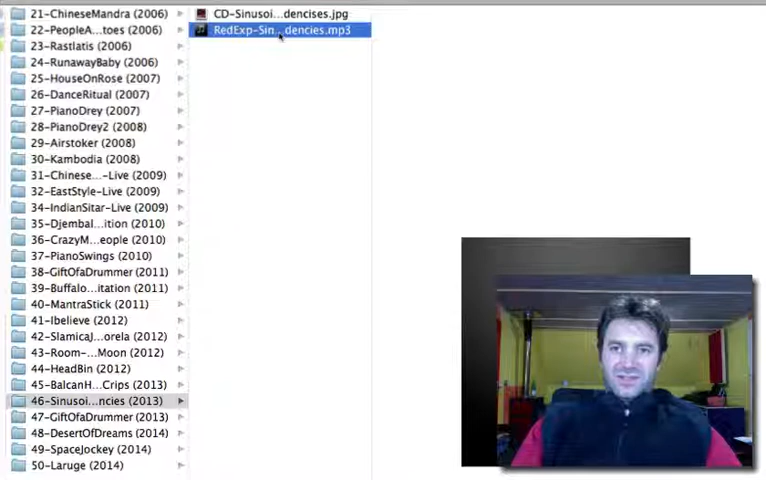 21-ChineseMandra (2006)
22-PeopleA...toes (2006)
23-Rastlatis (2006)
24-RunawayBaby (2006)
25-HouseOnRose (2007)
26-DanceRitual (2007)
27-PianoDrey (2007)
28-PianoDrey2 (2008)
29-Airstoker (2008)
30-Kambodia (2008)
31-Chinese...-Live (2009)
32-EastStyle-Live (2009)
34-IndianSitar-Live (2009)
35-Djembal...ition (2010)
36-CrazyM...eople (2010)
37-PianoSwings (2010)
38-GiftOfaDrummer (2011)
39-Buffalo...itation (2011)
40-MantraStick (2011)
41-Ibelieve (2012)
42-SlamicaJ...orela (2012)
43-Room-...Moon (2012)
44-HeadBin (2012)
45-BalcanH...Crips (2013)
46-Sinusoi...ncies (2013)
47-GiftOfaDrummer (2013)
48-DesertOfDreams (2014)
49-SpaceJockey (2014)
50-Laruge (2014)
CD-Sinusoi...dencises.jpg
RedExp-Sin...dencies.mp3